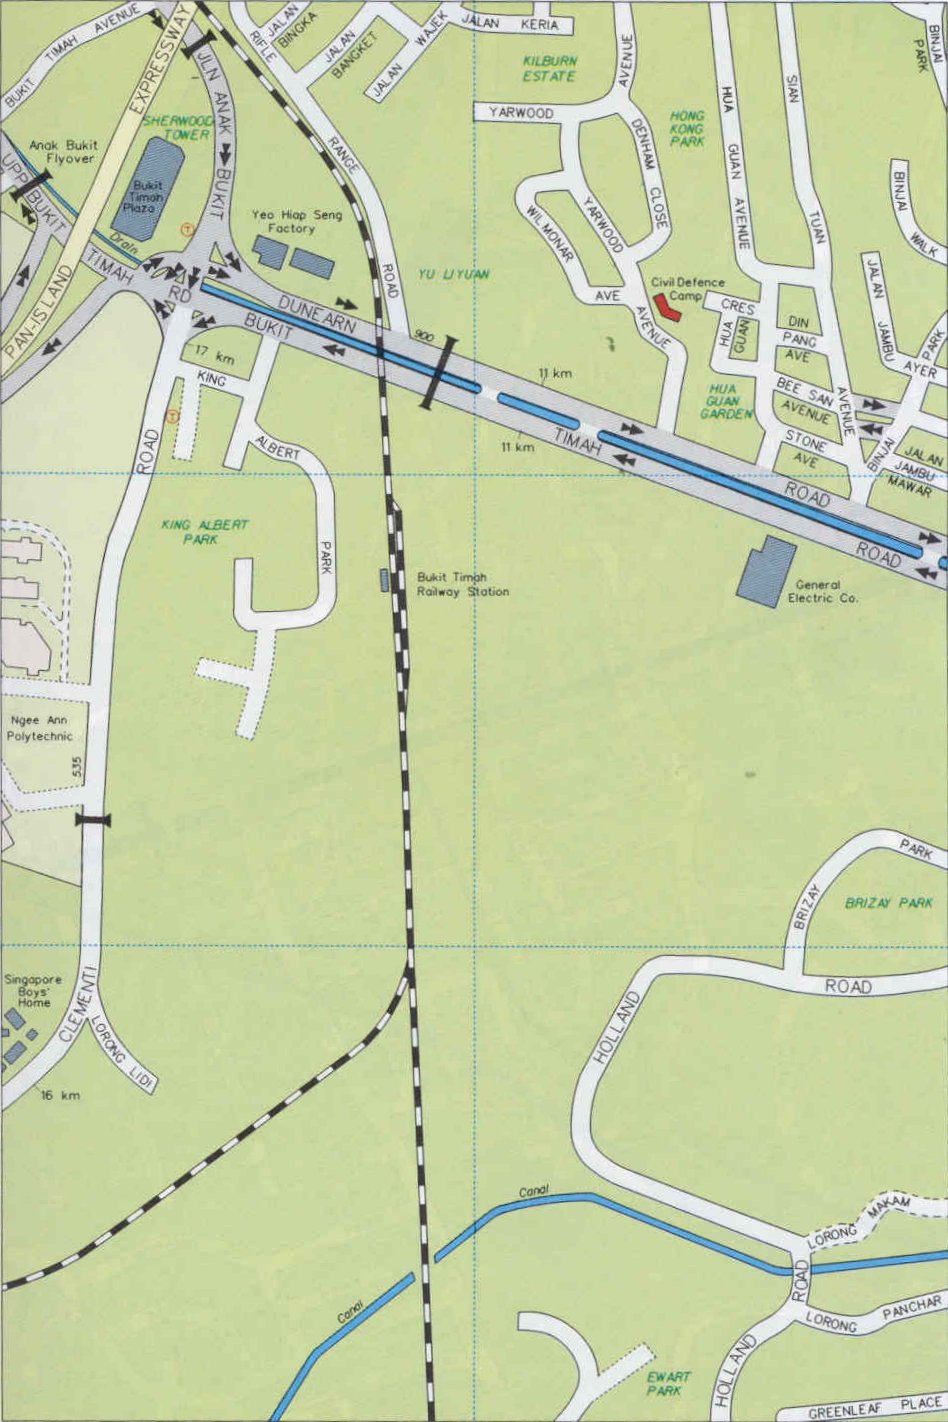 BUKIT TIMAH AVENUE
EXPRESSWAY
JALAN
BINGKA
RIFLE
JALAN
BANGKET
JALAN WAJEK
JALAN KERIA
KILBURN
ESTATE
AVENUE
HUA GUAN AVENUE
SIAN TUAN
BINJAI
PARK
JLN ANAK BUKIT
SHERWOOD
TOWER
YARWOOD
HONG
KONG
PARK
DENHAM CLOSE
RANGE
Anak Bukit
Flyover
UPP BUKIT
Bukit
Timah
Plaza
BINJAI WALK
Yeo Hiap Seng
Factory
WILMONAR
YARWOOD
Drain
TIMAH
RD
T
YU LI YUAN
ROAD
AVE
AVENUE
Civil Defence
Camp
CRES
HUA
GUAN
DIN
PANG
AVE
JALAN JAMBU
AYER
PARK
PAN-ISLAND
DUNEARN
BUKIT
900
17 km
KING
11 km
HUA
GUAN
GARDEN
BEE SAN
AVENUE
AVENUE
T
ROAD
ALBERT
11 km
TIMAH
STONE
AVE
BINJAI
JALAN
JAMBU
MAWAR
ROAD
KING ALBERT
PARK
PARK
ROAD
Bukit Timah
Railway Station
General
Electric Co.
Ngee Ann
Polytechnic
535
PARK
BRIZAY
BRIZAY PARK
Singapore
Boys'
Home
CLEMENTI
ROAD
HOLLAND
LORONG LIDI
16 km
Canal
LORONG MAKAM
ROAD
Canal
LORONG PANCHAR
HOLLAND
EWART
PARK
GREENLEAF PLACE